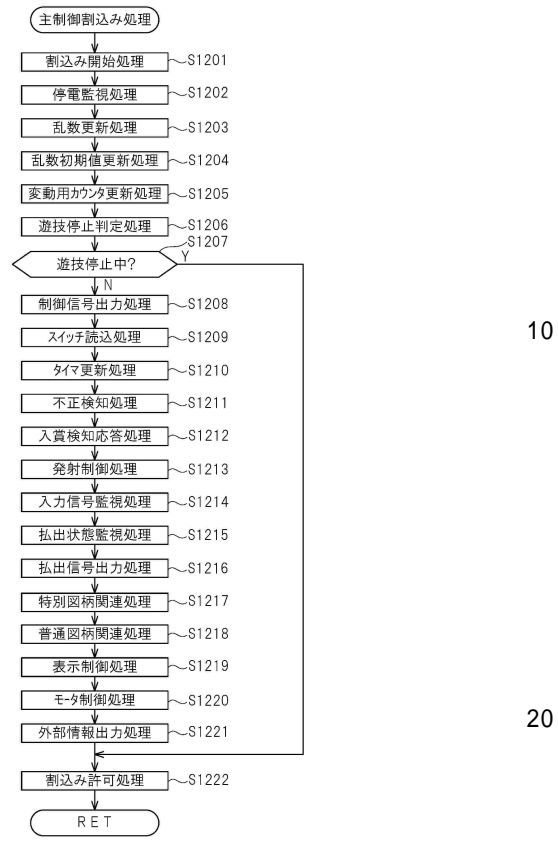 主制御割込み処理
割込み開始処理 S1201
停電監視処理 S1202
乱数更新処理 S1203
乱数初期値更新処理 S1204
変動用カウンタ更新処理 S1205
遊技停止判定処理 S1206
S1207
遊技停止中? Y
N
制御信号出力処理 S1208
10
スイッチ読込処理 S1209
タイマ更新処理 S1210
不正検知処理 S1211
入賞検知応答処理 S1212
発射制御処理 S1213
入力信号監視処理 S1214
払出状態監視処理 S1215
払出信号出力処理 S1216
特別図柄関連処理 S1217
普通図柄関連処理 S1218
表示制御処理 S1219
モータ制御処理 S1220
20
外部情報出力処理 S1221
割込み許可処理 S1222
RET